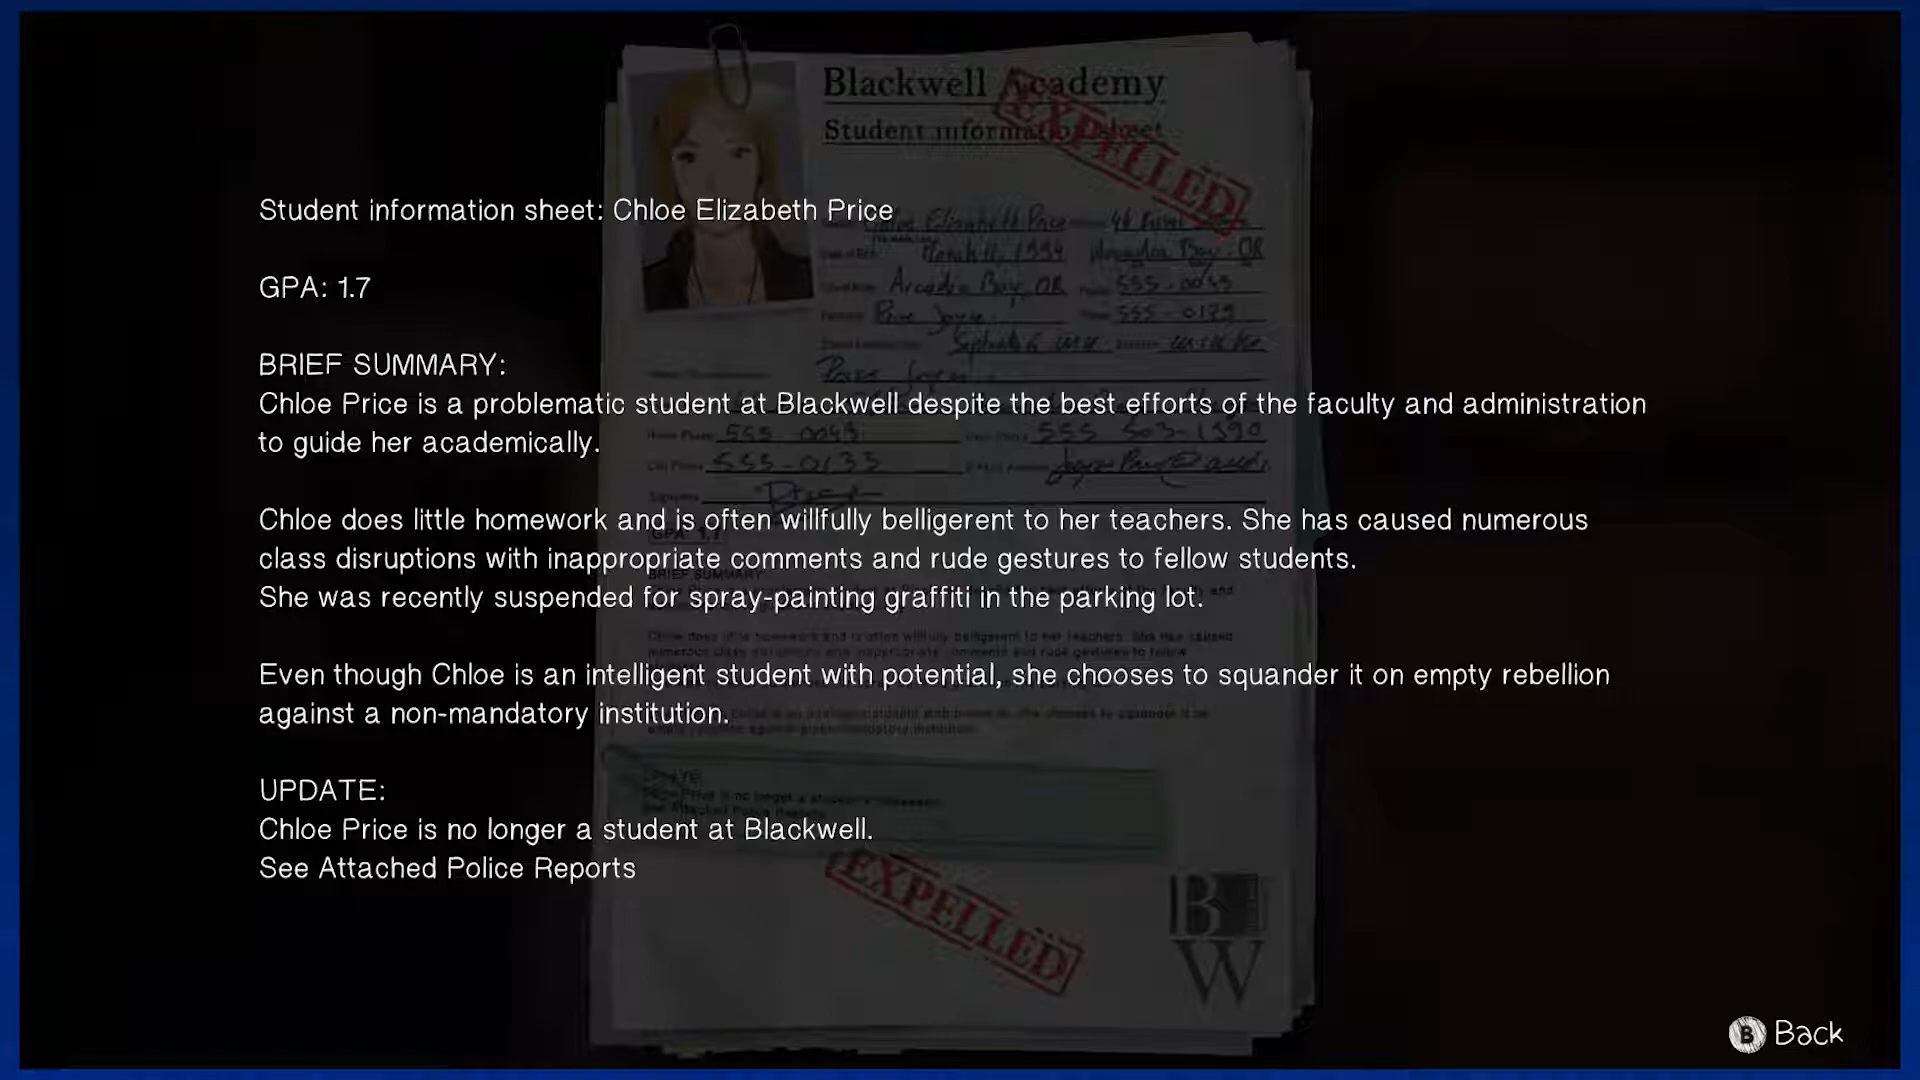 Blackwell Academy
Student information sheet
EXPELLED
Student information sheet: Chloe Elizabeth Price
GPA: 1.7
BRIEF SUMMARY:
Chloe Price is a problematic student at Blackwell despite the best efforts of the faculty and administration
to guide her academically.
Chloe does little homework and is often willfully belligerent to her teachers. She has caused numerous
class disruptions with inappropriate comments and rude gestures to fellow students.
She was recently suspended for spray-painting graffiti in the parking lot.
Even though Chloe is an intelligent student with potential, she chooses to squander it on empty rebellion
against a non-mandatory institution.
UPDATE:
Chloe Price is no longer a student at Blackwell.
See Attached Police Reports
EXPELLED
B
W
B Back